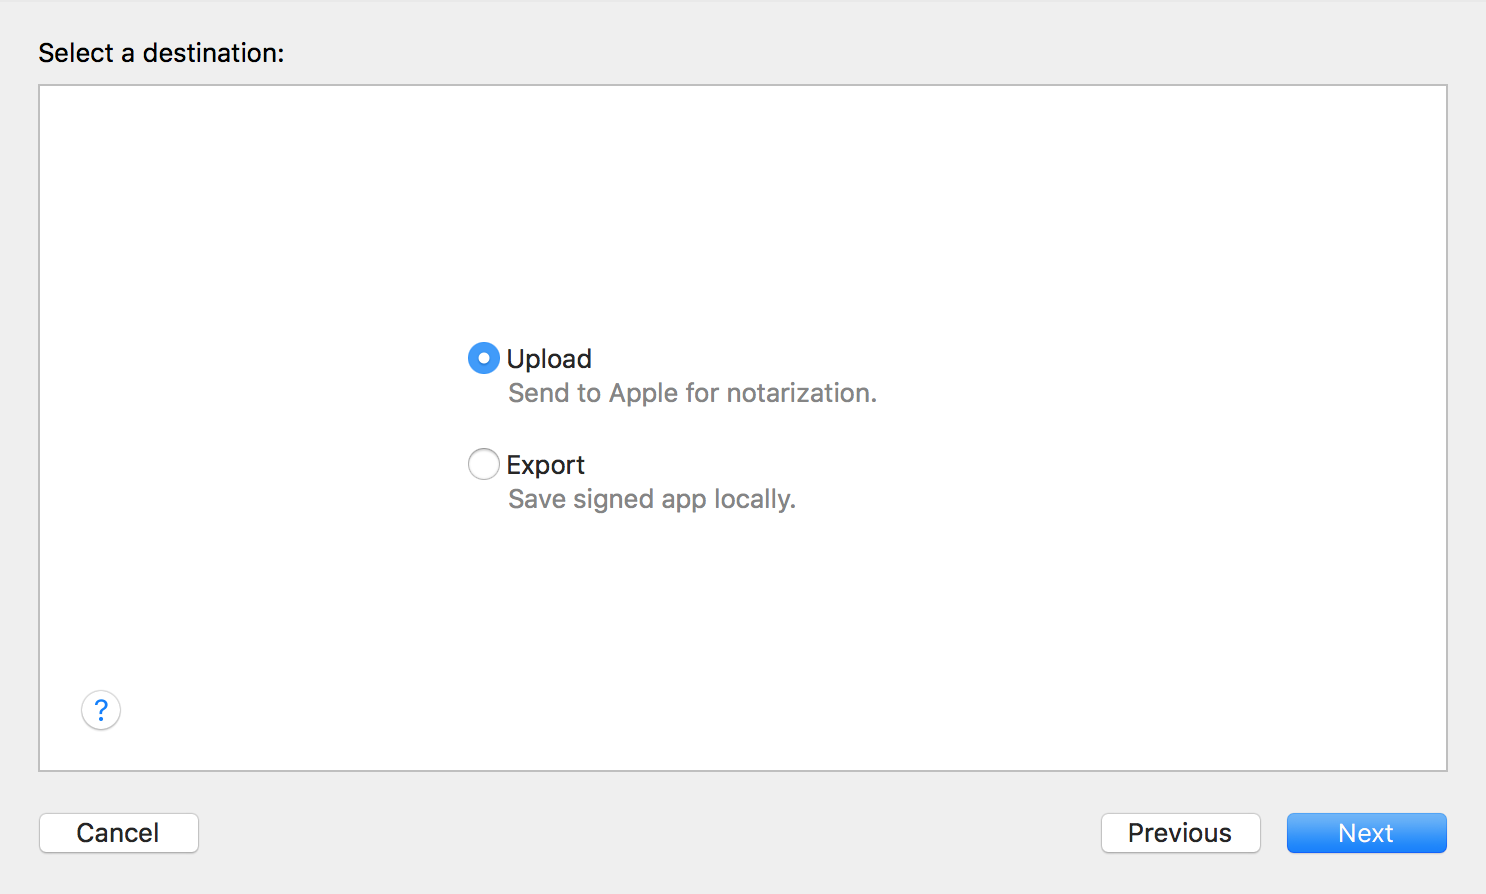 Select a destination:
Upload
Send to Apple for notarization.
Export
Save signed app locally.
?
Cancel
Previous
Next